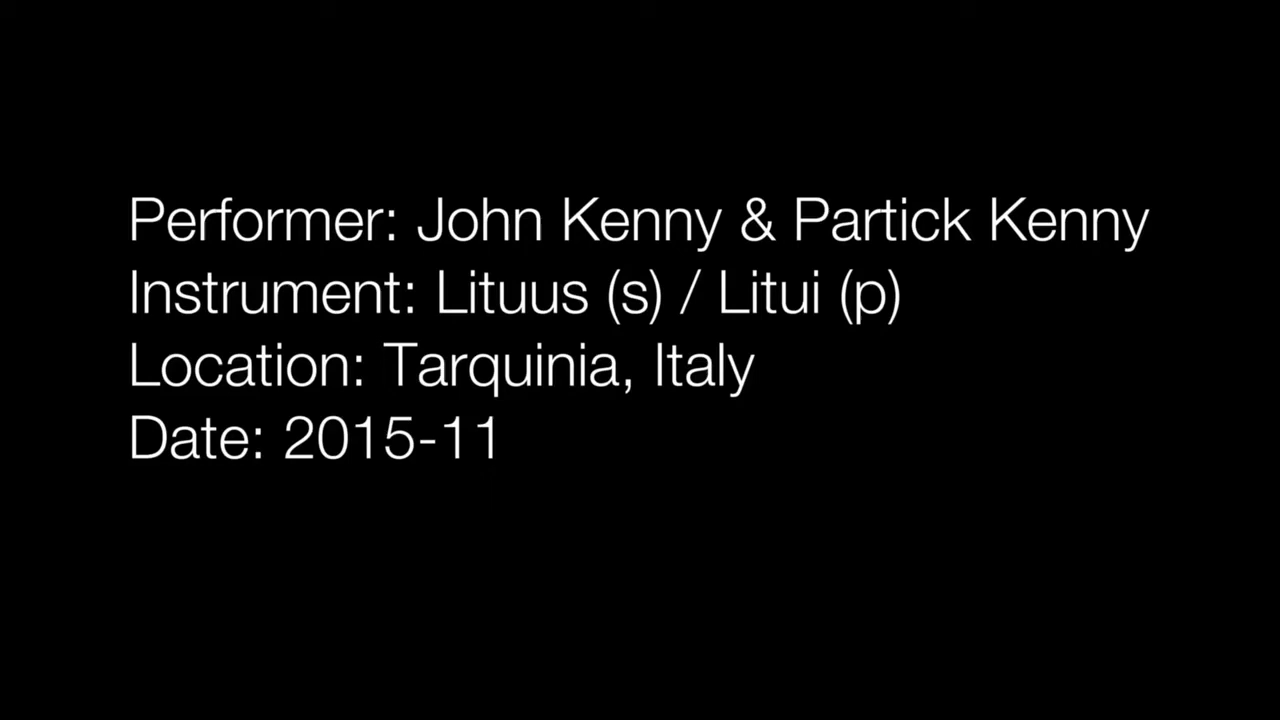 Performer: John Kenny & Partick Kenny
Instrument: Lituus (s) / Litui (p)
Location: Tarquinia, Italy
Date: 2015-11